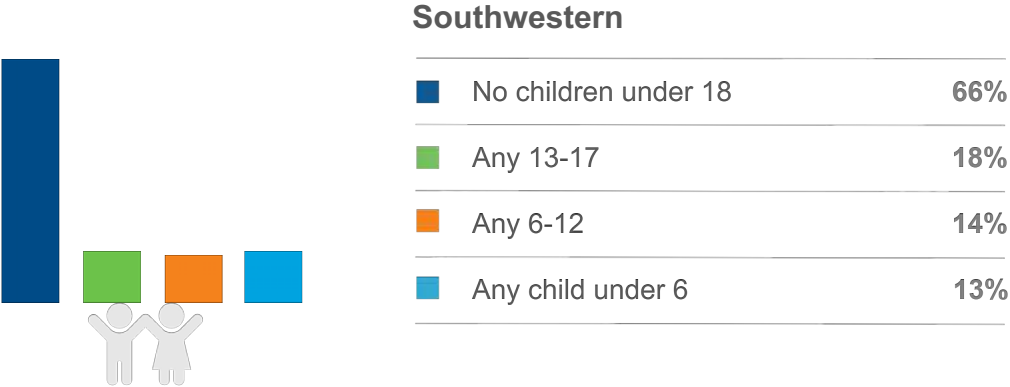 Southwestern
No children under 18 66%
Any 13-17 18%
Any 6-12 14%
Any child under 6 13%